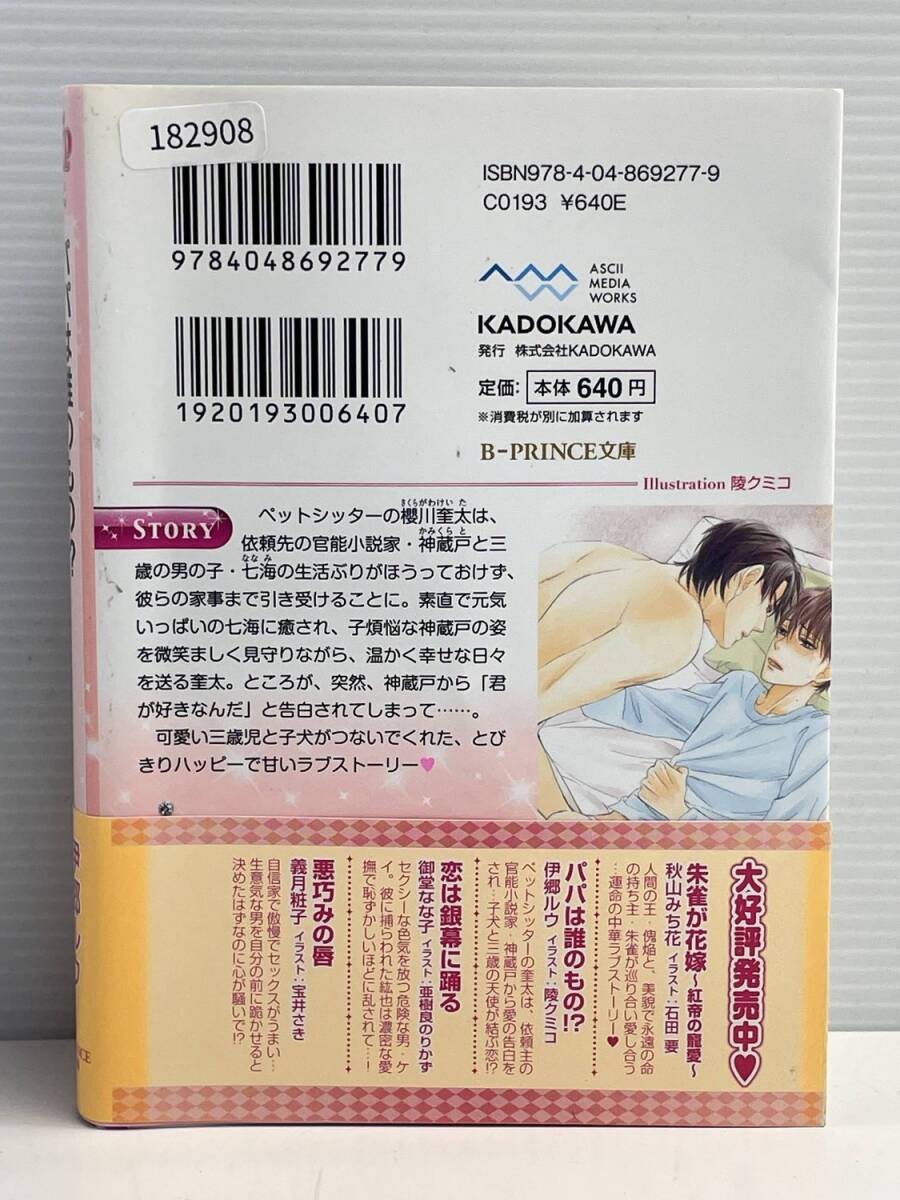 182908
9784048692779
1920193006407
ISBN978-4-04-869277-9
C0193 ¥640E
ASCII
MEDIA
WORKS
KADOKAWA
発行 株式会社KADOKAWA
定価: 本体 640 円
※消費税が別に加算されます
B-PRINCE文庫
Illustration 陵クミコ
STORY
さくらがわけいた
ペットシッターの櫻川奎太は、
かみくらと
依頼先の官能小説家・神蔵戸と三
ななみ
歳の男の子・七海の生活ぶりがほうっておけず、
彼らの家事まで引き受けることに。素直で元気
いっぱいの七海に癒され、子煩悩な神蔵戸の姿
を微笑ましく見守りながら、温かく幸せな日々
を送る奎太。ところが、突然、神蔵戸から「君
が好きなんだ」と告白されてしまって……。
可愛い三歳児と子犬がつないでくれた、とび
きりハッピーで甘いラブストーリー♥
大好評発売中♥
朱雀が花嫁〜紅帝の寵愛〜
秋山みち花 イラスト:石田 要
人間の王・傀焔と、美貌で永遠の命
の持ち主・朱雀が巡り合い愛し合う
…運命の中華ラブストーリー♥
パパは誰のもの!?
伊郷ルウ イラスト:陵クミコ
ペットシッターの奎太は、依頼主の
官能小説家・神蔵戸から愛の告白を
され…子犬と三歳の天使が結ぶ恋!?
恋は銀幕に踊る
御堂なな子 イラスト:亜樹良のりかず
セクシーな色気を放つ危険な男・ケ
イ。彼に捕らわれた紘也は濃密な愛
撫で恥ずかしいほどに乱されて…!
悪巧みの唇
義月粧子 イラスト:宝井さき
自信家で傲慢でセックスがうまい…
生意気な男を自分の前に跪かせると
決めたはずなのに心が騒いで!?